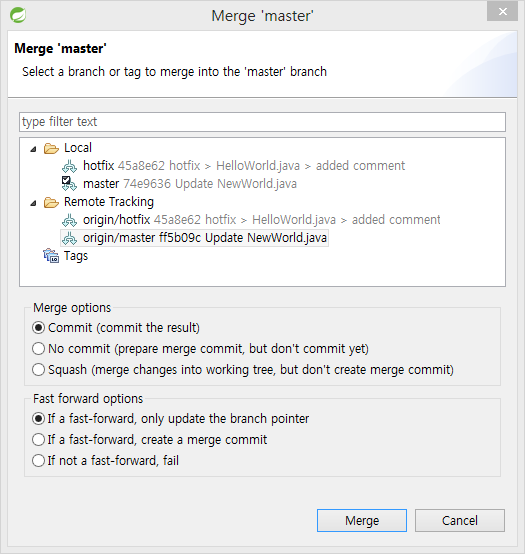 Merge 'master'
Merge 'master'
Select a branch or tag to merge into the 'master' branch
type filter text
Local
hotfix 45a8e62 hotfix > HelloWorld.java > added comment
master 74e9636 Update NewWorld.java
Remote Tracking
origin/hotfix 45a8e62 hotfix > HelloWorld.java > added comment
origin/master ff5b09c Update NewWorld.java
Tags
Merge options
Commit (commit the result)
No commit (prepare merge commit, but don't commit yet)
Squash (merge changes into working tree, but don't create merge commit)
Fast forward options
If a fast-forward, only update the branch pointer
If a fast-forward, create a merge commit
If not a fast-forward, fail
Merge Cancel